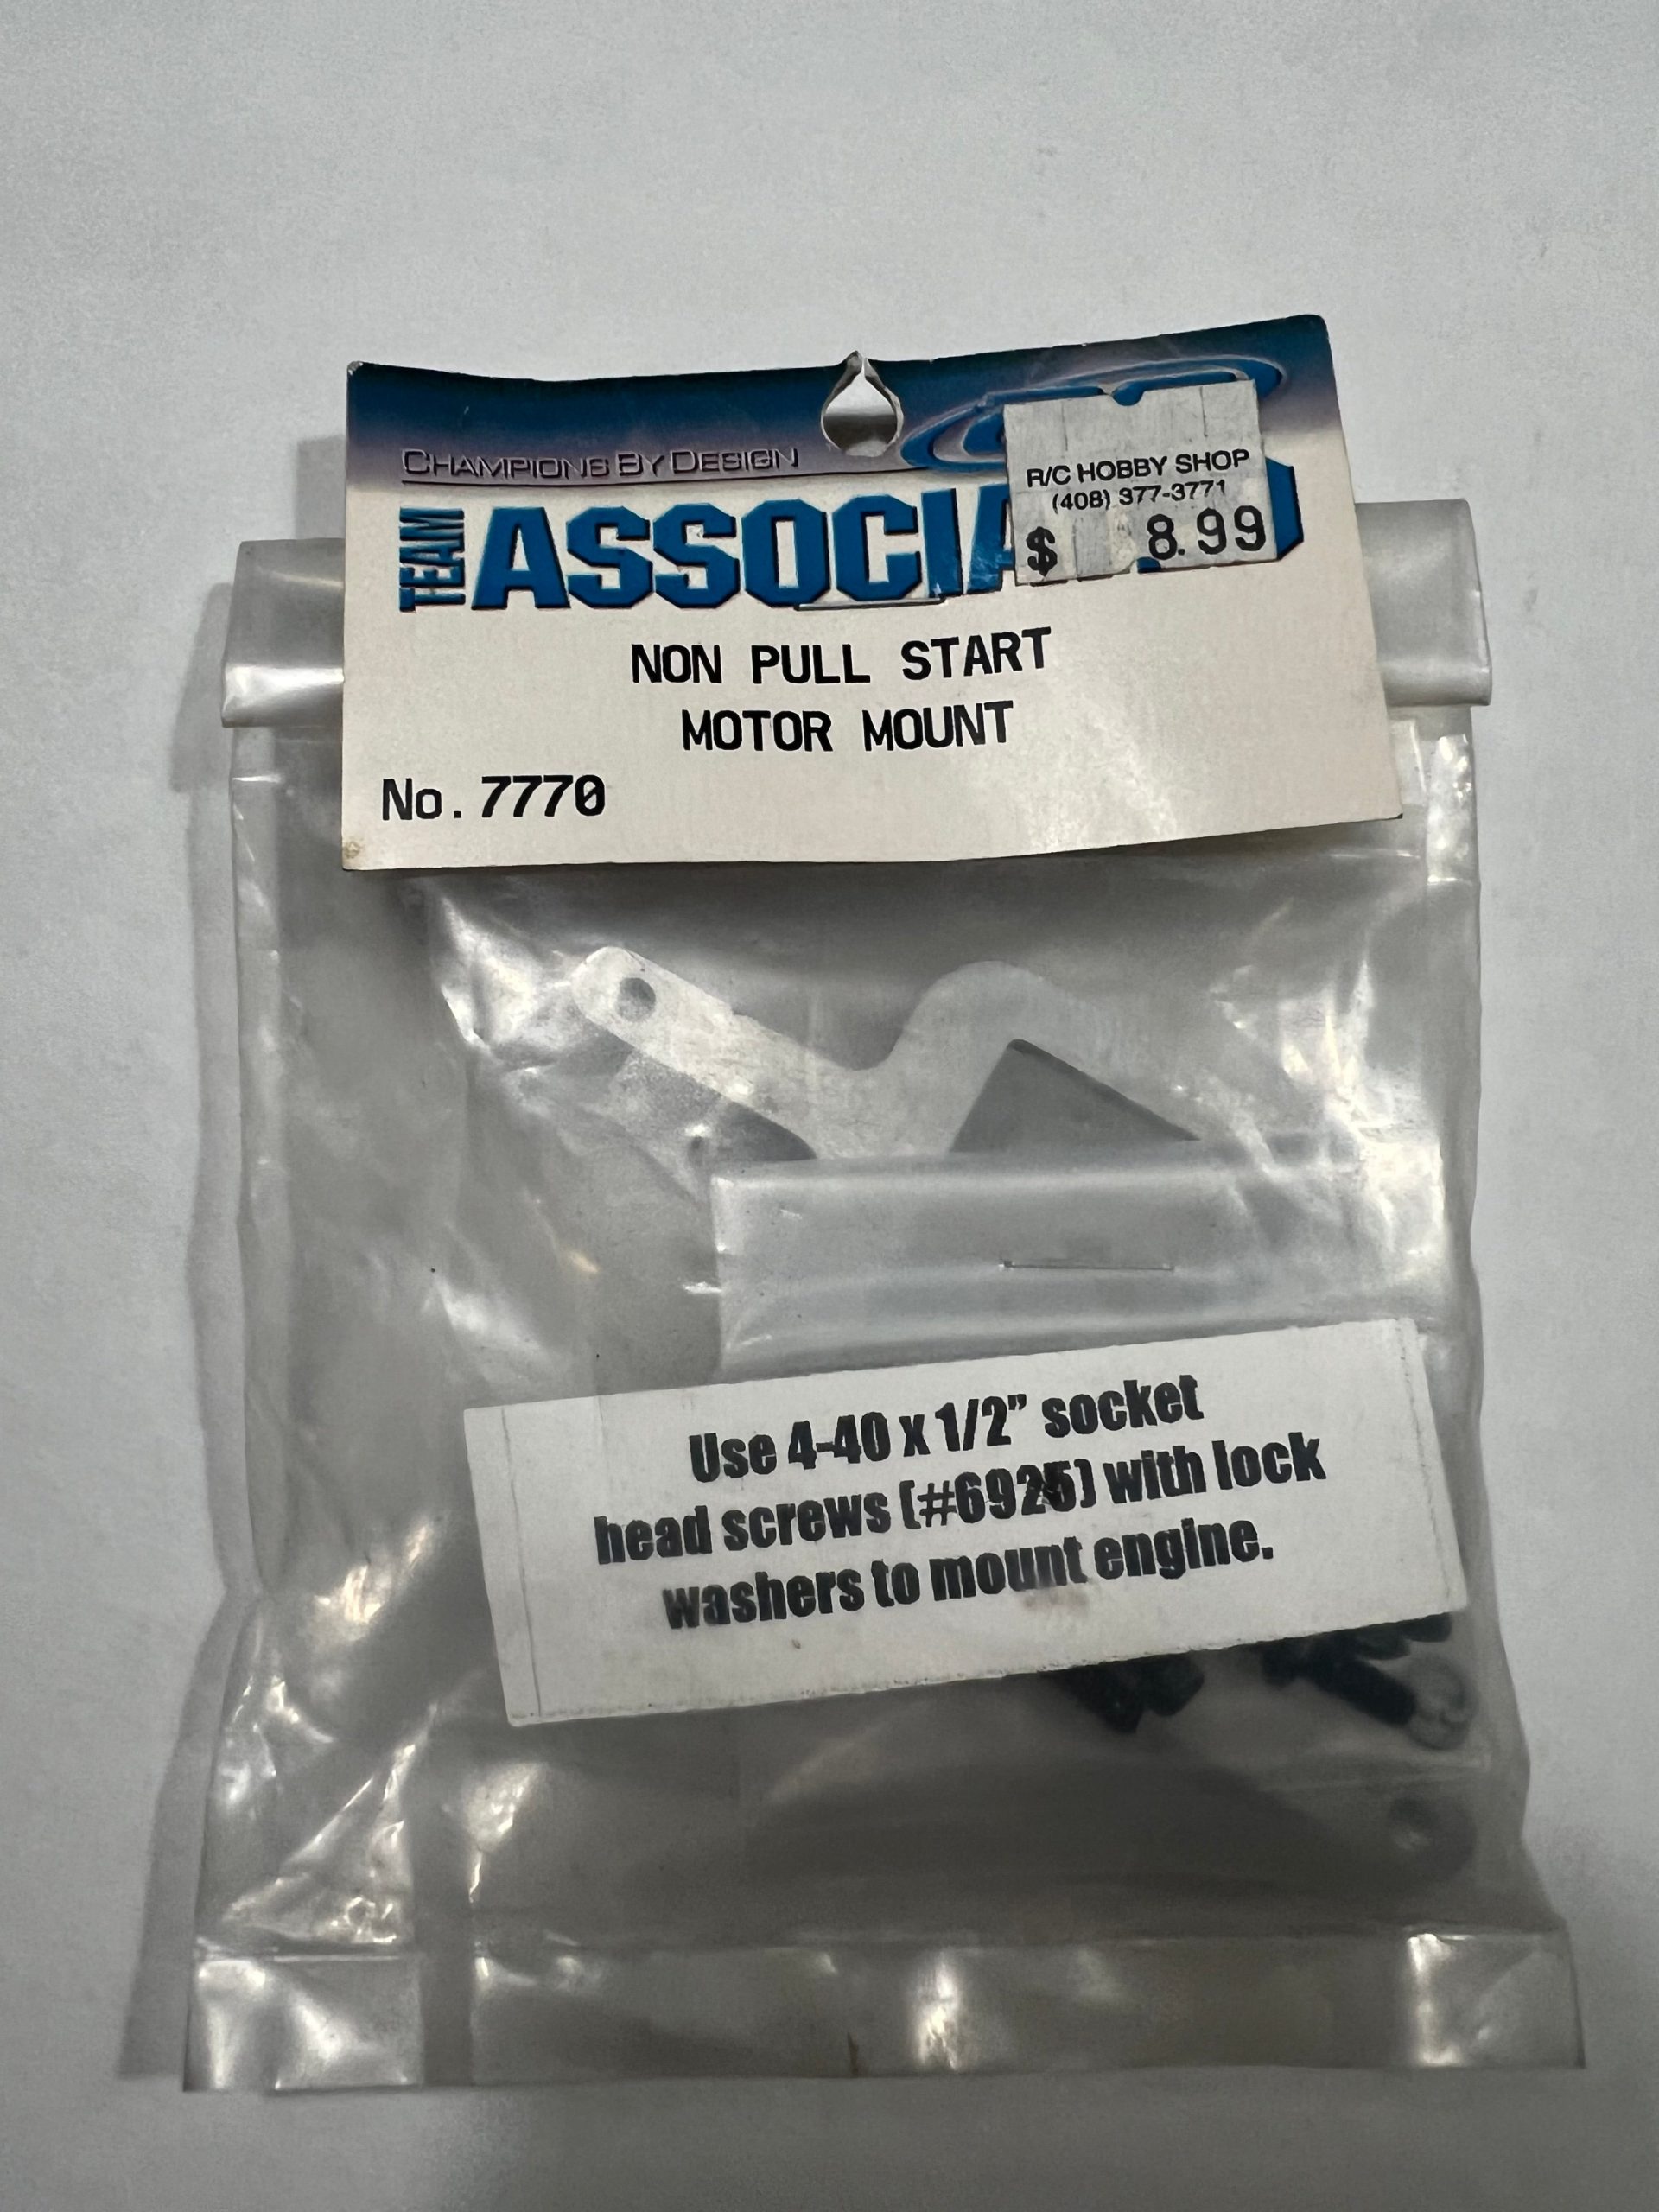 CHAMPIONS BY DESIGN
TEAM
R/C HOBBY SHOP
(408) 377-3771
$ 8.99
NON PULL START
MOTOR MOUNT
No. 7770
Use 4-40 x 1/2” socket
head screws (#6925) with lock
washers to mount engine.